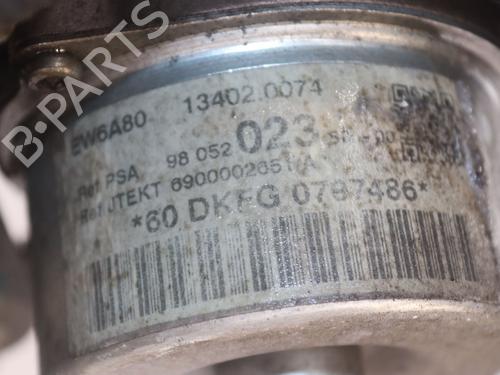 B-PARTS
EW6A80 13402.0074
Ref PSA 98 052 023
Ref JTEKT 6900002651A
*60 DKFG 0787486*